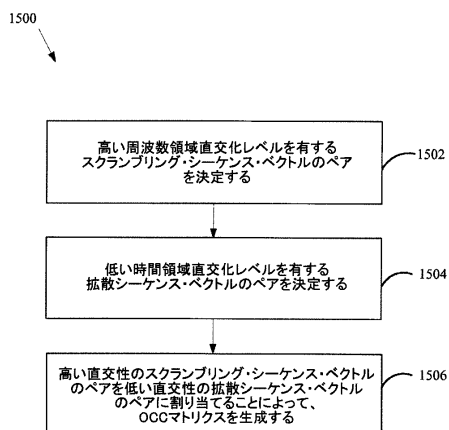 1500
高い周波数領域直交化レベルを有する
スクランブリング・シーケンス・ベクトルのペア
を決定する
1502
低い時間領域直交化レベルを有する
拡散シーケンス・ベクトルのペアを決定する
1504
高い直交性のスクランブリング・シーケンス・ベクトル
のペアを低い直交性の拡散シーケンス・ベクトル
のペアに割り当てることによって、
OCCマトリクスを生成する
1506